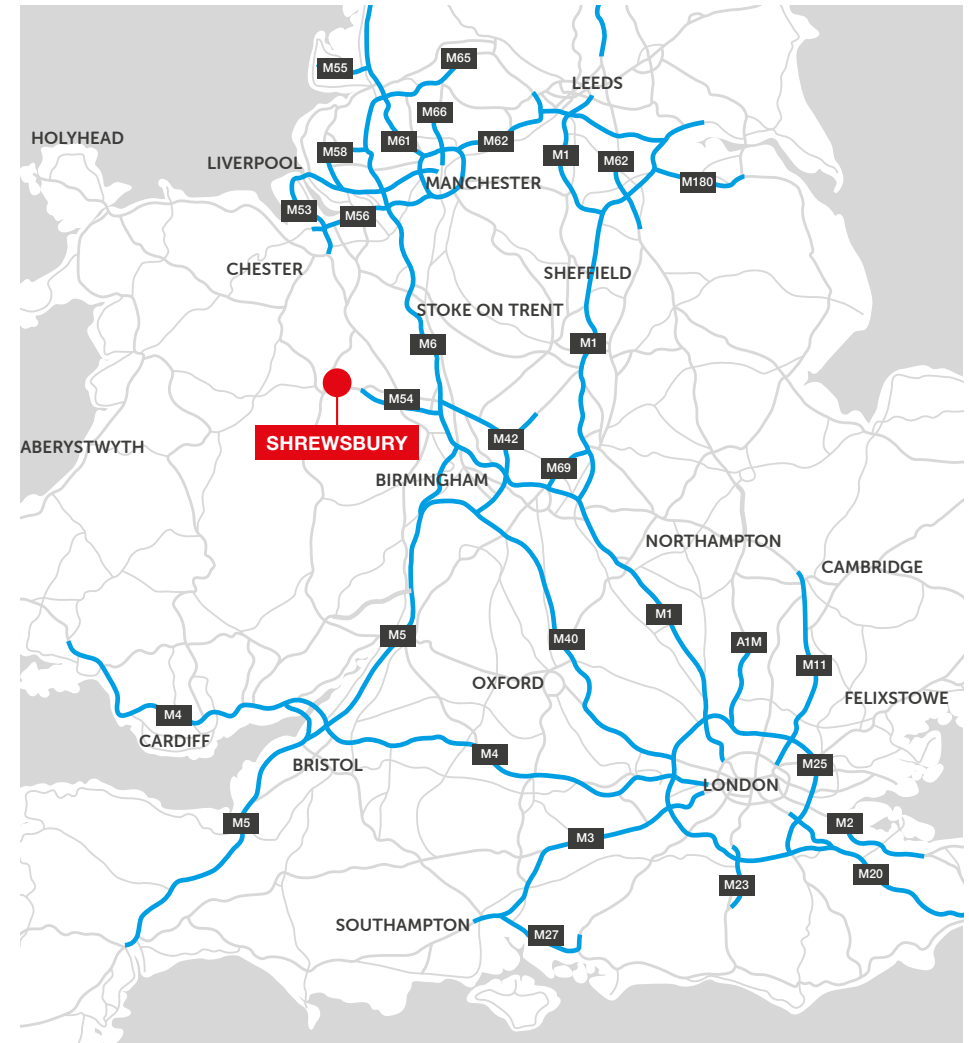 M65
M55
LEEDS
M66
HOLYHEAD
M61
M62
M58
M1
M62
LIVERPOOL
MANCHESTER
M180
M53
M56
CHESTER
SHEFFIELD
STOKE ON TRENT
M6
M1
M54
SHREWSBURY
M42
ABERYSTWYTH
M69
BIRMINGHAM
NORTHAMPTON
CAMBRIDGE
M1
M5
M40
A1M
M11
OXFORD
FELIXSTOWE
M4
CARDIFF
M4
BRISTOL
M25
LONDON
M5
M2
M3
M20
M23
SOUTHAMPTON
M27